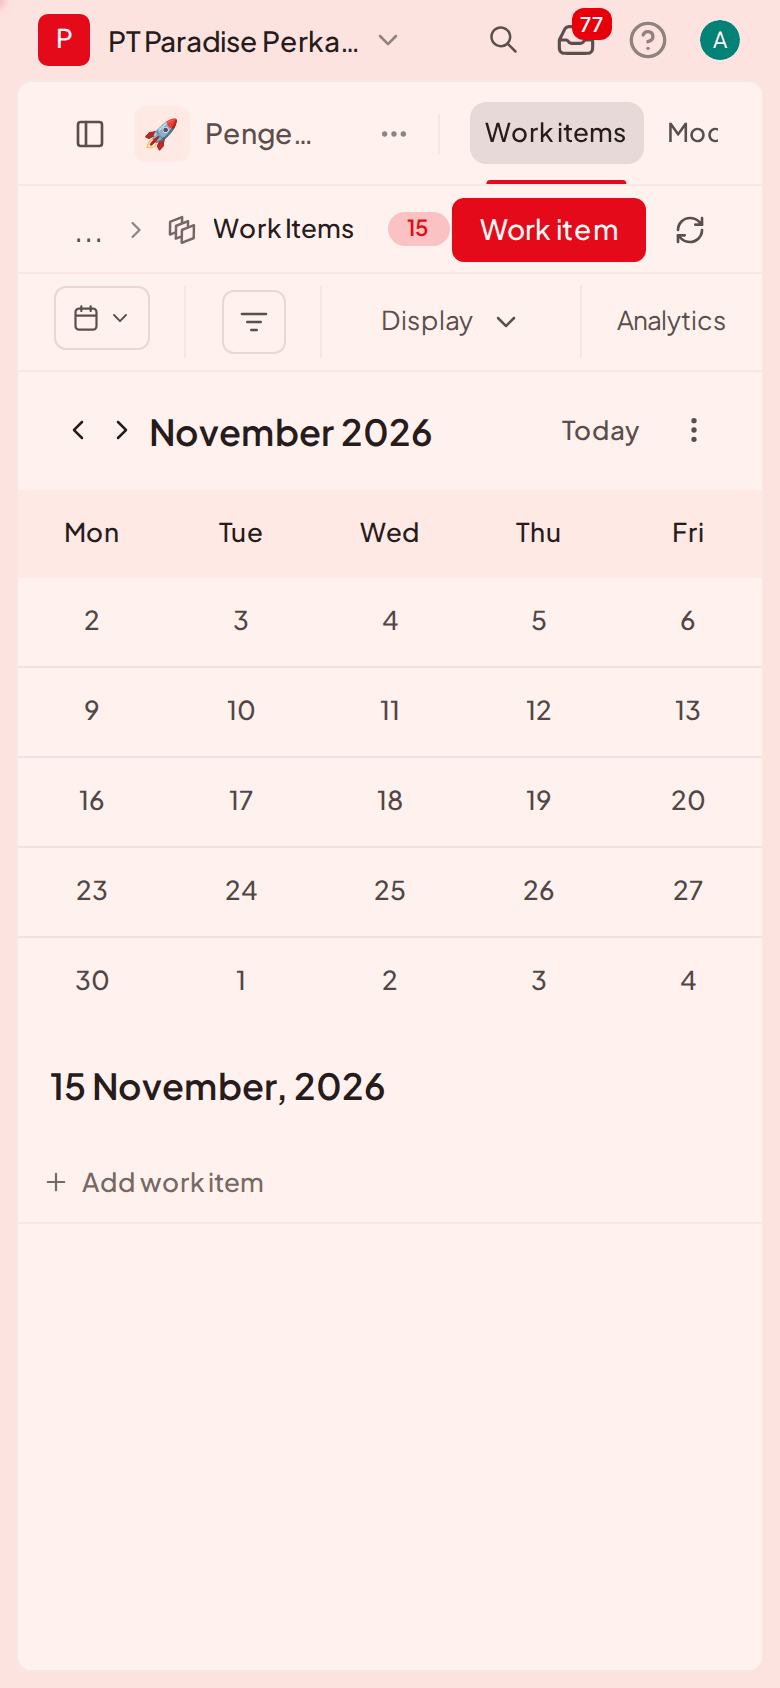 P PT Paradise Perka... 77 A
Penge... Work items Moc
... Work Items 15 Work item
Display Analytics
November 2026 Today
Mon Tue Wed Thu Fri
2 3 4 5 6
9 10 11 12 13
16 17 18 19 20
23 24 25 26 27
30 1 2 3 4
15 November, 2026
+ Add work item